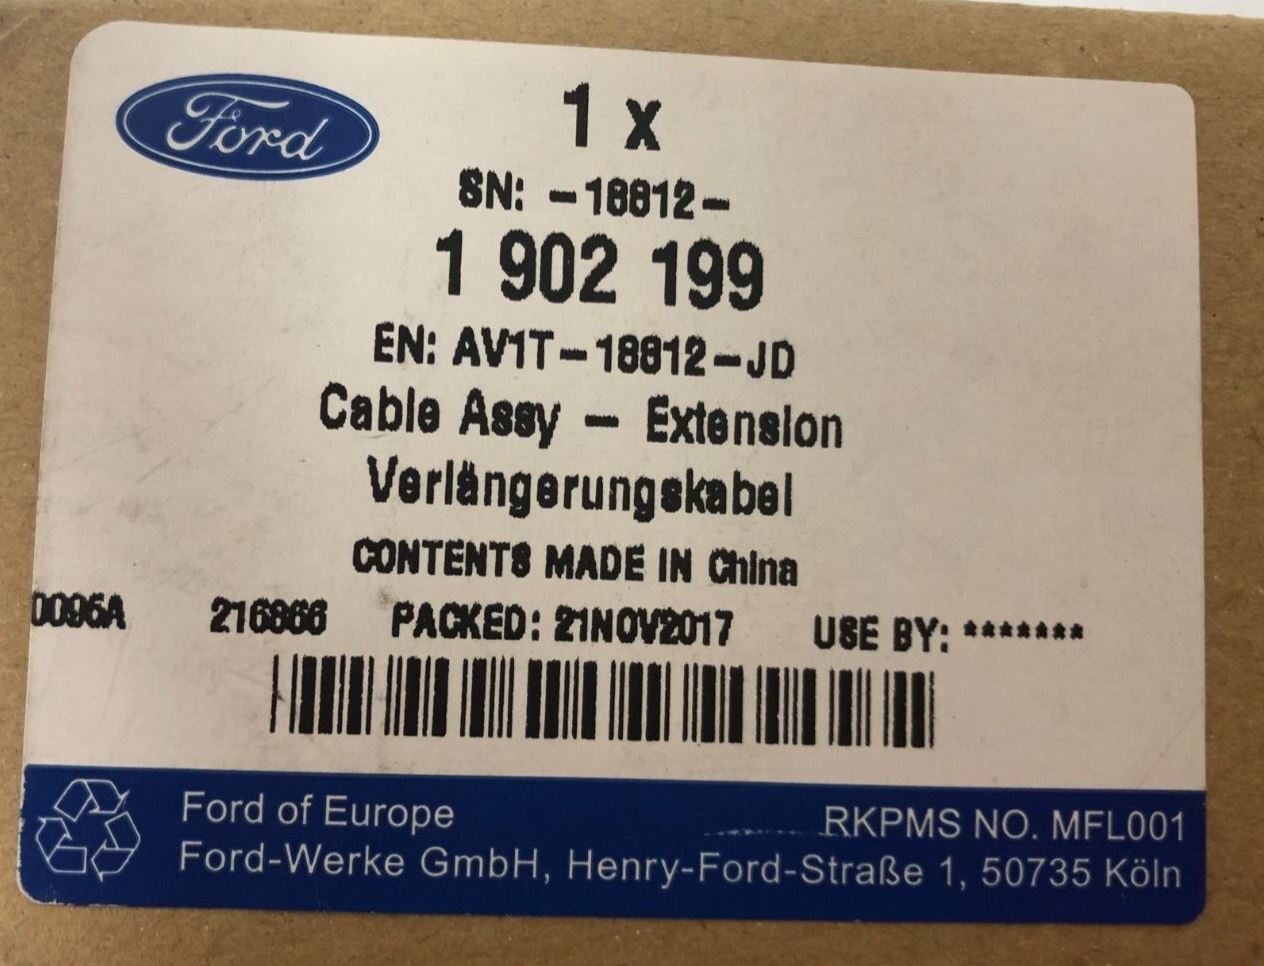 Ford
1 x
SN: -18812-
1 902 199
EN: AV1T-18812-JD
Cable Assy - Extension
Verlängerungskabel
CONTENTS MADE IN China
0095A 216866 PACKED: 21NOV2017 USE BY: *******
Ford of Europe RKPMS NO. MFL001
Ford-Werke GmbH, Henry-Ford-Straße 1, 50735 Köln